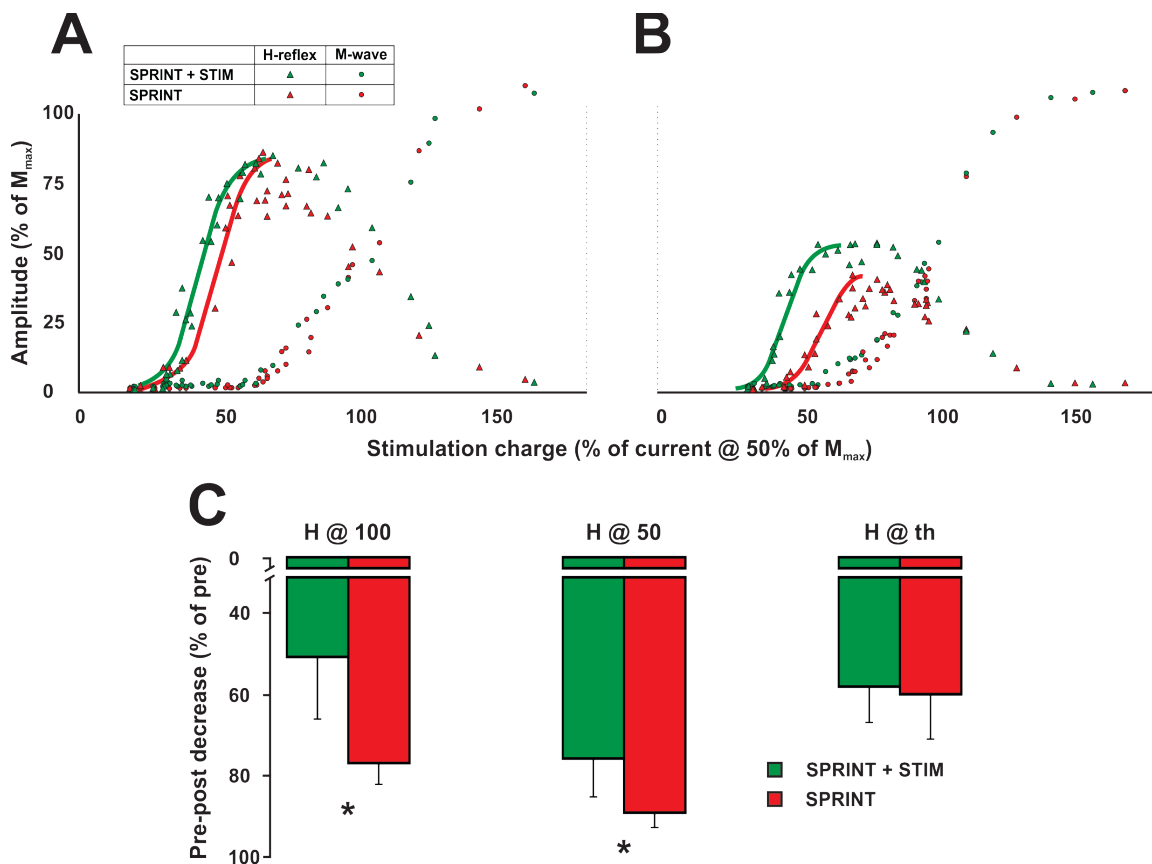 A
B
H-reflex M-wave
SPRINT + STIM
SPRINT
Amplitude (% of Mmax)
100
75
50
25
0
0 50 100 150
0 50 100 150
Stimulation charge (% of current @ 50% of Mmax)
C
H @ 100
H @ 50
H @ th
Pre-post decrease (% of pre)
0
40
60
80
100
*
*
SPRINT + STIM
SPRINT